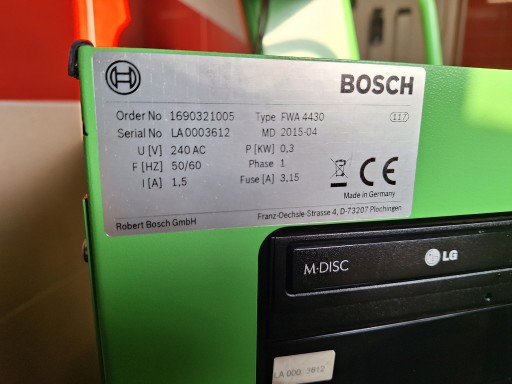 BOSCH
Order No 1690321005 Type FWA 4430 117
Serial No LA0003612 MD 2015-04
U [V] 240 AC P [KW] 0,3
F [HZ] 50/60 Phase 1
I [A] 1,5 Fuse [A] 3,15
CE
Made in Germany
Robert Bosch GmbH Franz-Oechsle-Strasse 4, D-73207 Plochingen
M-DISC LG
LA 000 3612